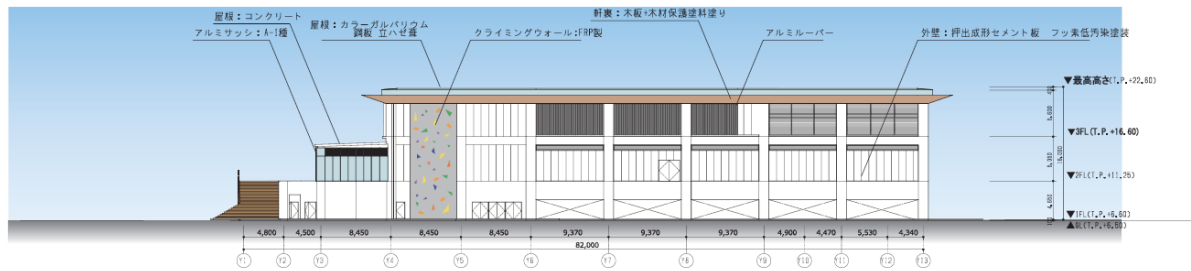 屋根：コンクリート
アルミサッシ：A-1種
屋根：カラーガルバリウム
鋼板 立ハゼ葺
クライミングウォール：FRP製
軒裏：木板+木材保護塗料塗り
アルミルーバー
外壁：押出成形セメント板 フッ素低汚染塗装
▼最高高さ(T.P.+22.60)
▼3FL(T.P.+16.60)
▼2FL(T.P.+11.25)
▼1FL(T.P.+6.60)
▲GL(T.P.+6.50)
4,800 4,500 8,450 8,450 8,450 9,370 9,370 9,370 4,900 4,470 5,530 4,340
82,000
Y1 Y2 Y3 Y4 Y5 Y6 Y7 Y8 Y9 Y10 Y11 Y12 Y13